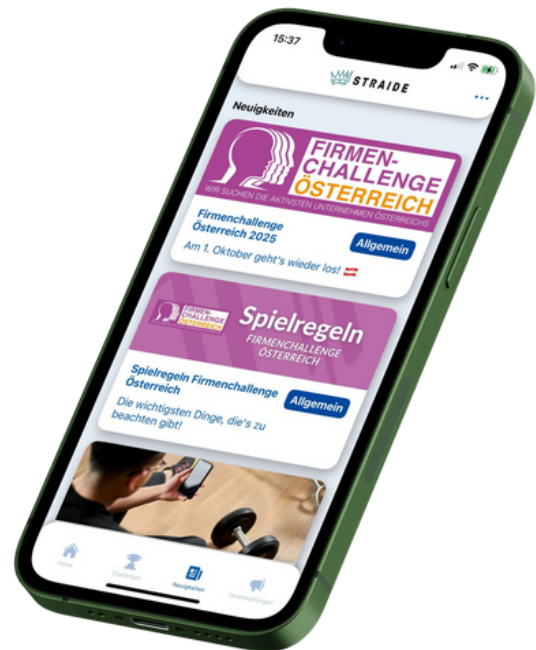 15:37
STRAIDE
Neuigkeiten
FIRMEN-
CHALLENGE
ÖSTERREICH
WIR SUCHEN DIE AKTIVSTEN UNTERNEHMEN ÖSTERREICHS
Firmenchallenge
Österreich 2025
Allgemein
Am 1. Oktober geht's wieder los!
FIRMEN-
CHALLENGE
ÖSTERREICH
Spielregeln
FIRMENCHALLENGE
ÖSTERREICH
Spielregeln Firmenchallenge
Österreich
Allgemein
Die wichtigsten Dinge, die's zu
beachten gibt!
Home
Challenges
Neuigkeiten
Veranstaltungen